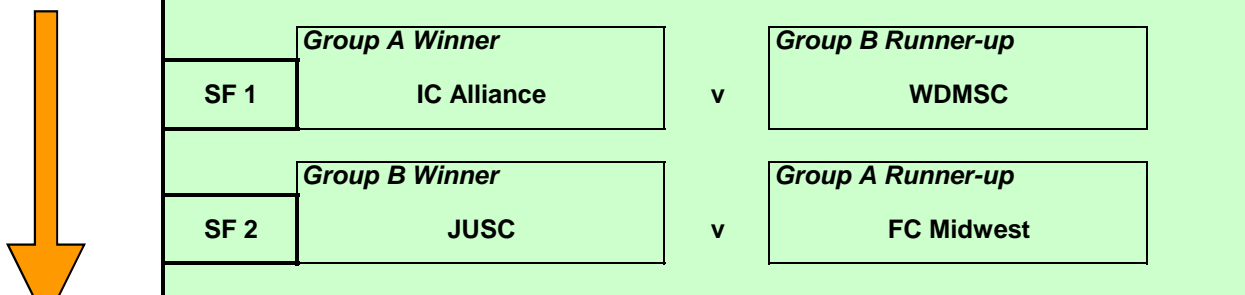 Group A Winner Group B Runner-up
SF 1 IC Alliance v WDMSC
Group B Winner Group A Runner-up
SF 2 JUSC v FC Midwest